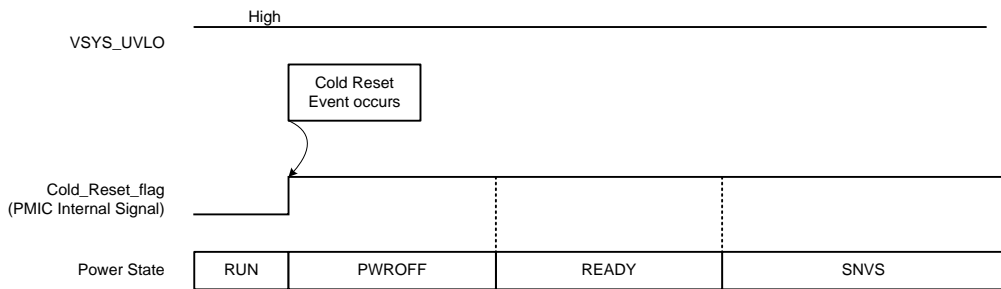 High
VSYS_UVLO
Cold Reset
Event occurs
Cold_Reset_flag
(PMIC Internal Signal)
Power State
RUN
PWROFF
READY
SNVS